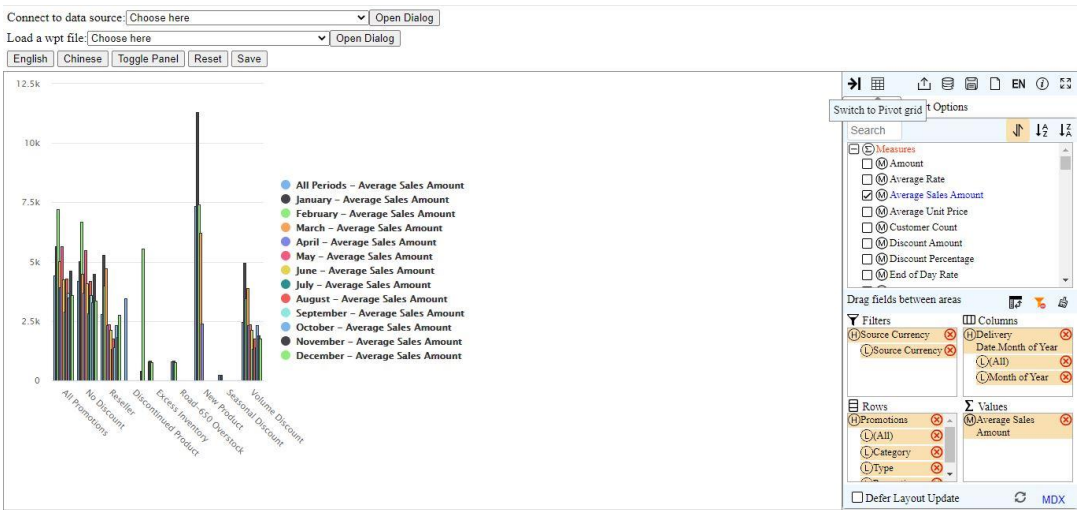 Connect to data source: Choose here Open Dialog
Load a wpt file: Choose here Open Dialog
English Chinese Toggle Panel Reset Save
12.5k
10k
7.5k
5k
2.5k
0
All Promotions
No Discount
Reseller
Discontinued Product
Excess Inventory
Road-650 Overstock
New Product
Seasonal Discount
Volume Discount
All Periods - Average Sales Amount
January - Average Sales Amount
February - Average Sales Amount
March - Average Sales Amount
April - Average Sales Amount
May - Average Sales Amount
June - Average Sales Amount
July - Average Sales Amount
August - Average Sales Amount
September - Average Sales Amount
October - Average Sales Amount
November - Average Sales Amount
December - Average Sales Amount
EN
Switch to Pivot grid
Options
Search
Measures
Amount
Average Rate
Average Sales Amount
Average Unit Price
Customer Count
Discount Amount
Discount Percentage
End of Day Rate
Drag fields between areas
Filters
Source Currency
Source Currency
Columns
Delivery
Date.Month of Year
(All)
Month of Year
Rows
Promotions
(All)
Category
Type
Values
Average Sales
Amount
Defer Layout Update
MDX